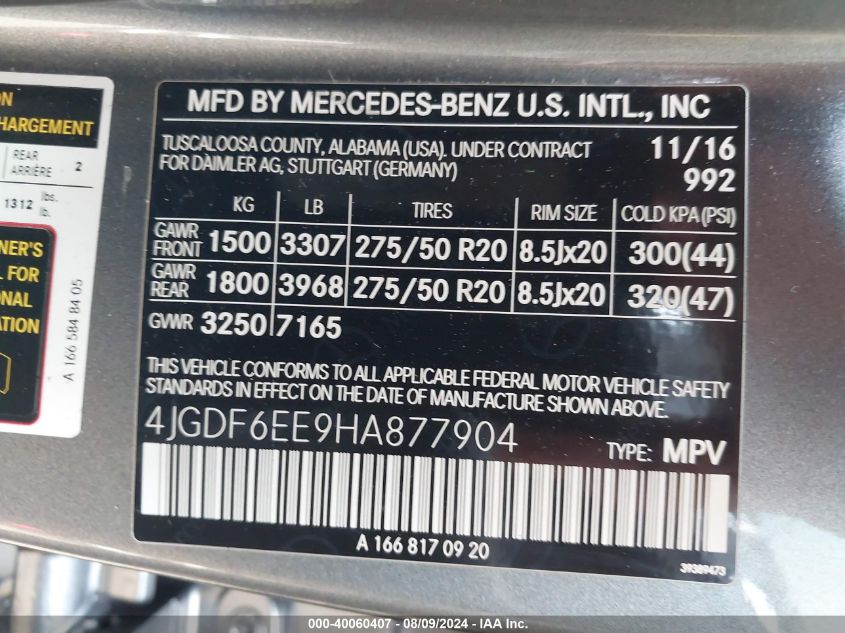 ON
HARGEMENT
REAR
ARRIÈRE 2
1312 lbs.
lb.
NER'S
L FOR
ONAL
ATION
A 166 584 84 05
MFD BY MERCEDES-BENZ U.S. INTL., INC
TUSCALOOSA COUNTY, ALABAMA (USA). UNDER CONTRACT 11/16
FOR DAIMLER AG, STUTTGART (GERMANY) 992
KG LB TIRES RIM SIZE COLD KPA (PSI)
GAWR FRONT 1500 3307 275/50 R20 8.5Jx20 300(44)
GAWR REAR 1800 3968 275/50 R20 8.5Jx20 320(47)
GVWR 3250 7165
THIS VEHICLE CONFORMS TO ALL APPLICABLE FEDERAL MOTOR VEHICLE SAFETY
STANDARDS IN EFFECT ON THE DATE OF MANUFACTURE SHOWN ABOVE.
4JGDF6EE9HA877904 TYPE: MPV
A 166 817 09 20
39389473
000-40060407 - 08/09/2024 - IAA Inc.